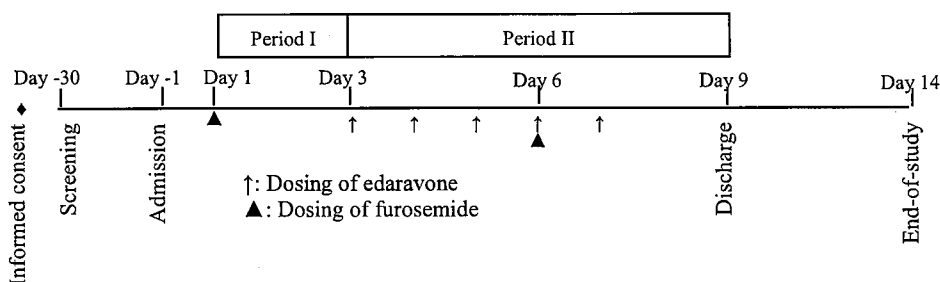 Period I
Period II
Day -30
Day -1
Day 1
Day 3
Day 6
Day 9
Day 14
Informed consent ♦
Screening
Admission
Discharge
End-of-study
↑: Dosing of edaravone
▲: Dosing of furosemide